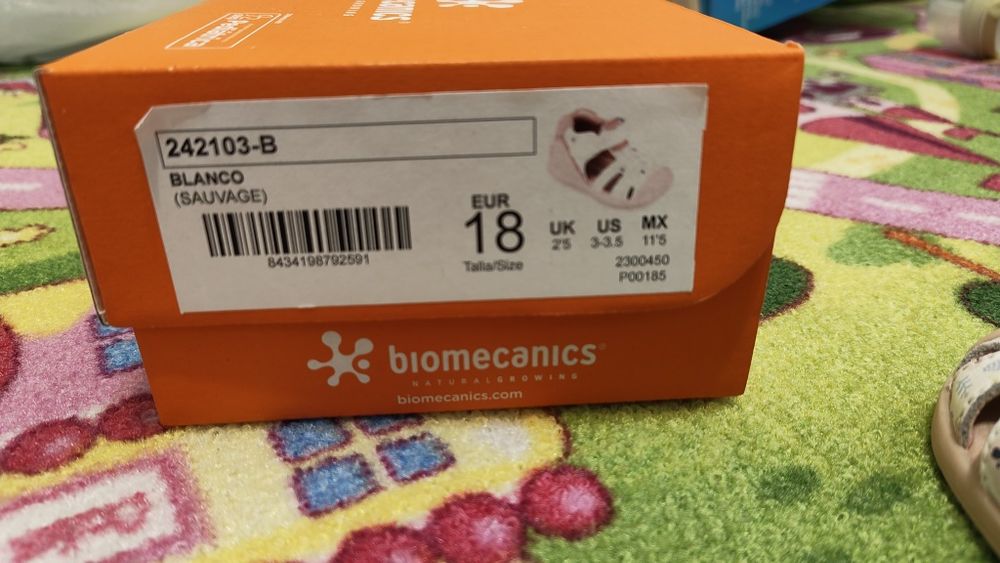 biomecanics
242103-B
BLANCO
(SAUVAGE)
8434198792591
EUR
18
Talla/Size
UK US MX
2'5 3-3.5 11'5
2300450
P00185
biomecanics
NATURALGROWING
biomecanics.com